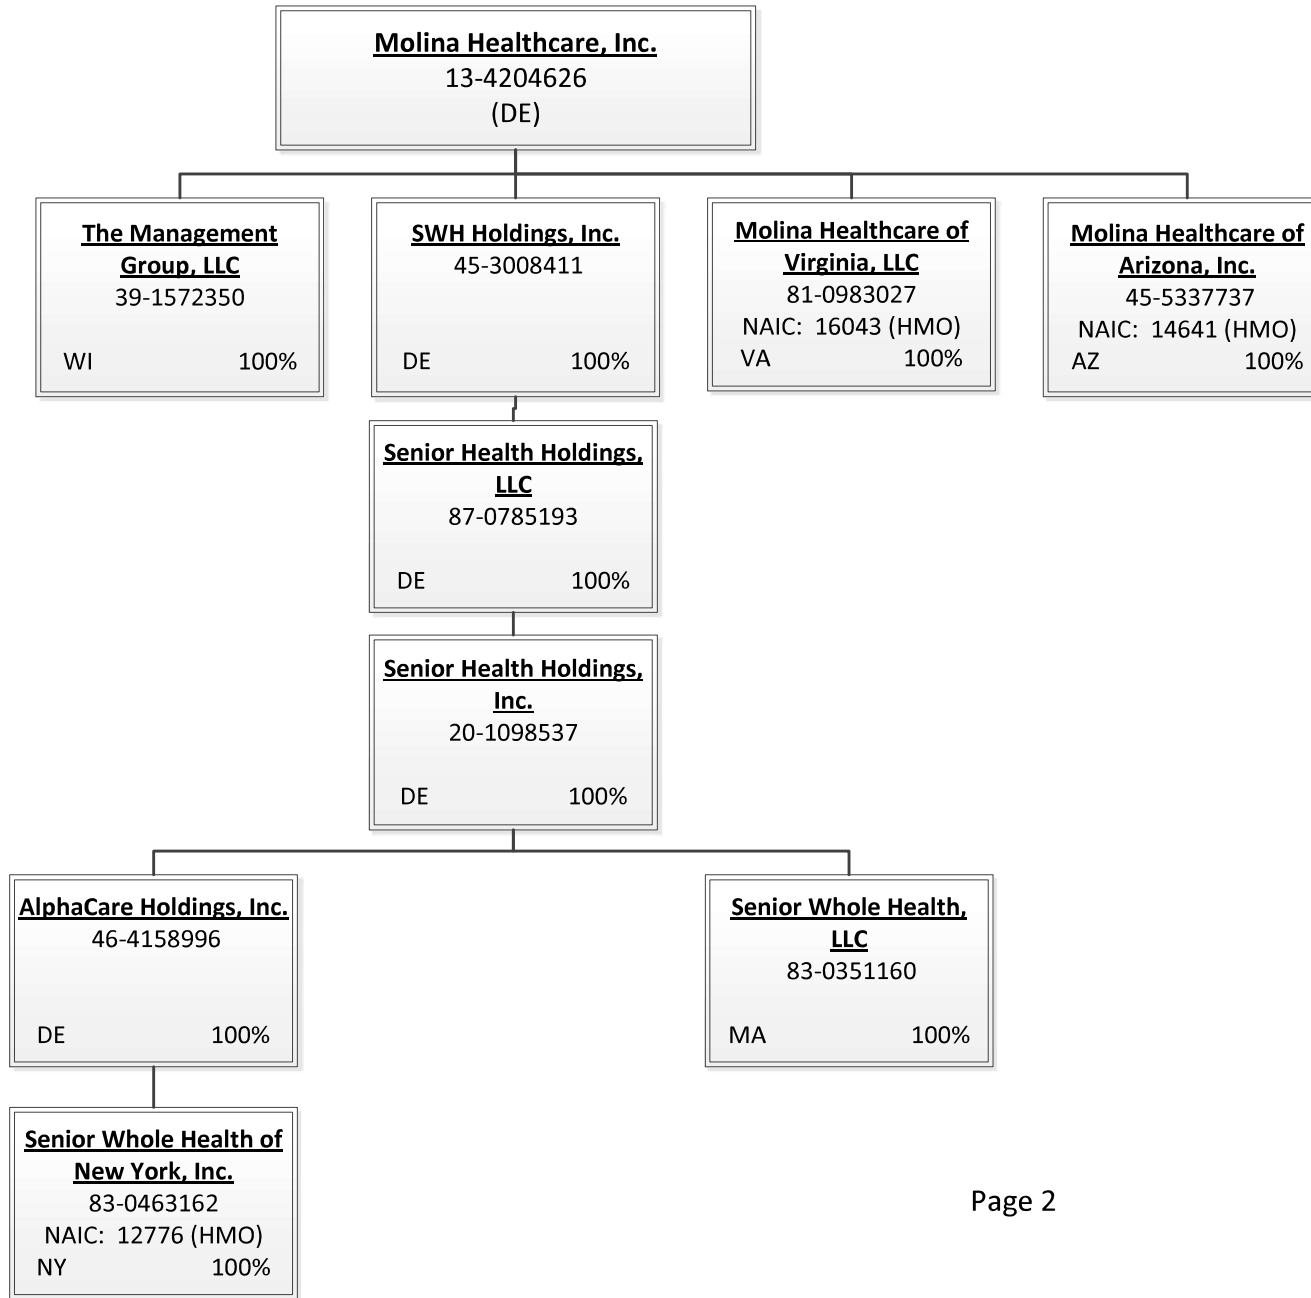 Molina Healthcare, Inc.
13-4204626
(DE)
The Management
Group, LLC
39-1572350
WI 100%
SWH Holdings, Inc.
45-3008411
DE 100%
Molina Healthcare of
Virginia, LLC
81-0983027
NAIC: 16043 (HMO)
VA 100%
Molina Healthcare of
Arizona, Inc.
45-5337737
NAIC: 14641 (HMO)
AZ 100%
Senior Health Holdings,
LLC
87-0785193
DE 100%
Senior Health Holdings,
Inc.
20-1098537
DE 100%
AlphaCare Holdings, Inc.
46-4158996
DE 100%
Senior Whole Health,
LLC
83-0351160
MA 100%
Senior Whole Health of
New York, Inc.
83-0463162
NAIC: 12776 (HMO)
NY 100%
Page 2